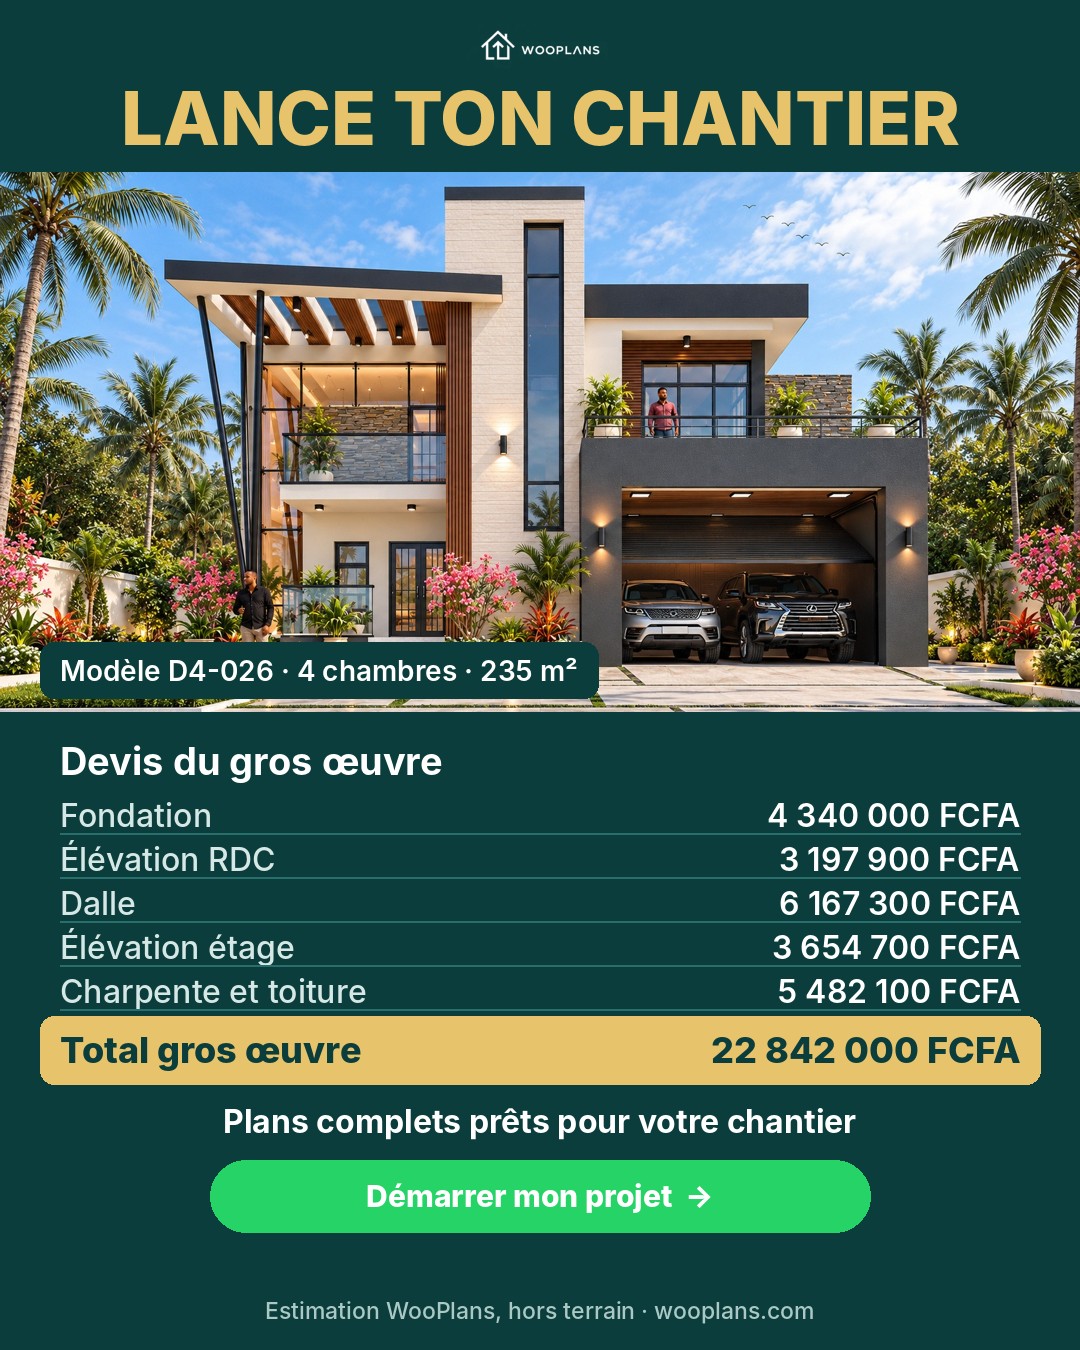 WOOPLANS
LANCE TON CHANTIER
Modèle D4-026 · 4 chambres · 235 m²
Devis du gros œuvre
Fondation 4 340 000 FCFA
Élévation RDC 3 197 900 FCFA
Dalle 6 167 300 FCFA
Élévation étage 3 654 700 FCFA
Charpente et toiture 5 482 100 FCFA
Total gros œuvre 22 842 000 FCFA
Plans complets prêts pour votre chantier
Démarrer mon projet →
Estimation WooPlans, hors terrain · wooplans.com